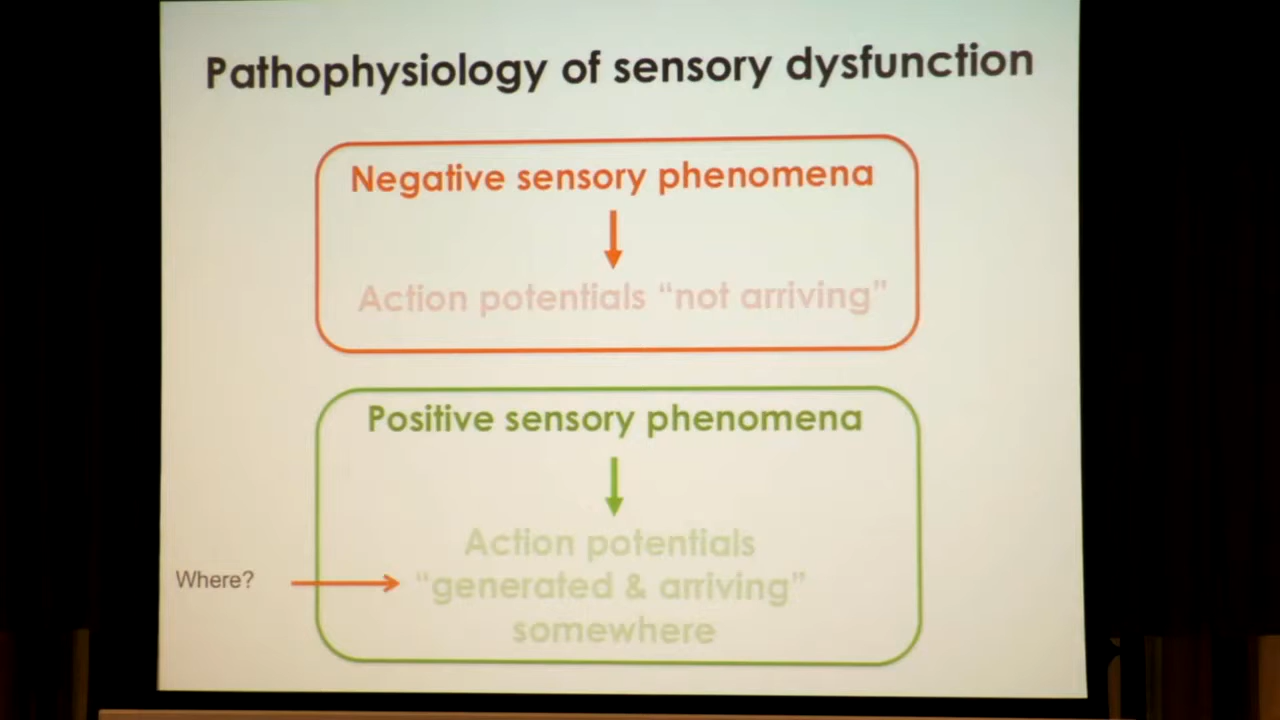 Pathophysiology of sensory dysfunction
Negative sensory phenomena
Action potentials “not arriving”
Positive sensory phenomena
Action potentials
Where?
“generated & arriving”
somewhere